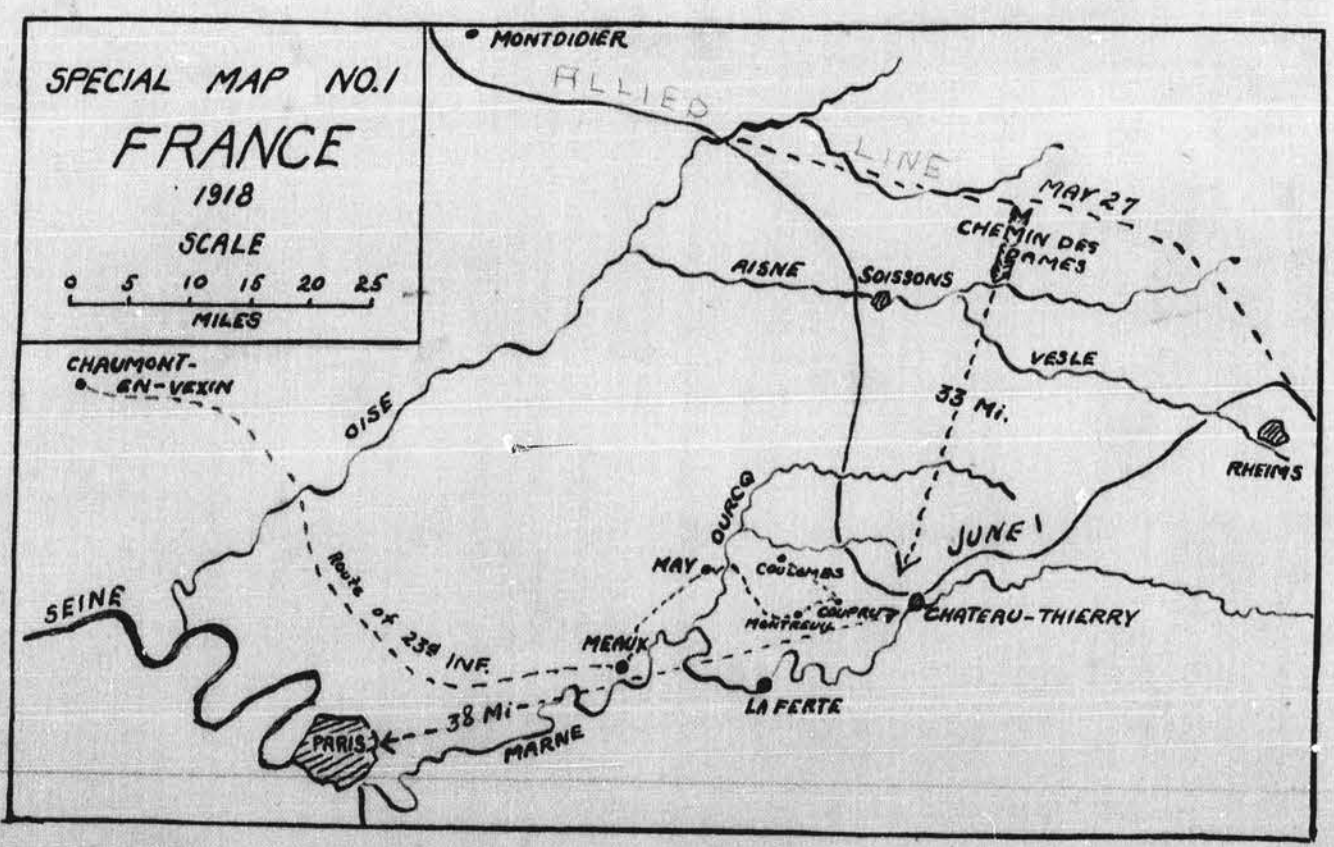 SPECIAL MAP NO.1
FRANCE
1918
SCALE
0 5 10 15 20 25
MILES
MONTDIDIER
ALLIED
LINE
MAY 27
CHEMIN DES
DAMES
AISNE
SOISSONS
VESLE
33 Mi.
RHEIMS
CHAUMONT-
EN-VEXIN
OISE
OURCQ
JUNE 1
MAY
COULOMBS
COUPRU
MONTREUIL
CHATEAU-THIERRY
SEINE
Route of 23d INF.
MEAUX
LA FERTE
38 Mi-
PARIS
MARNE